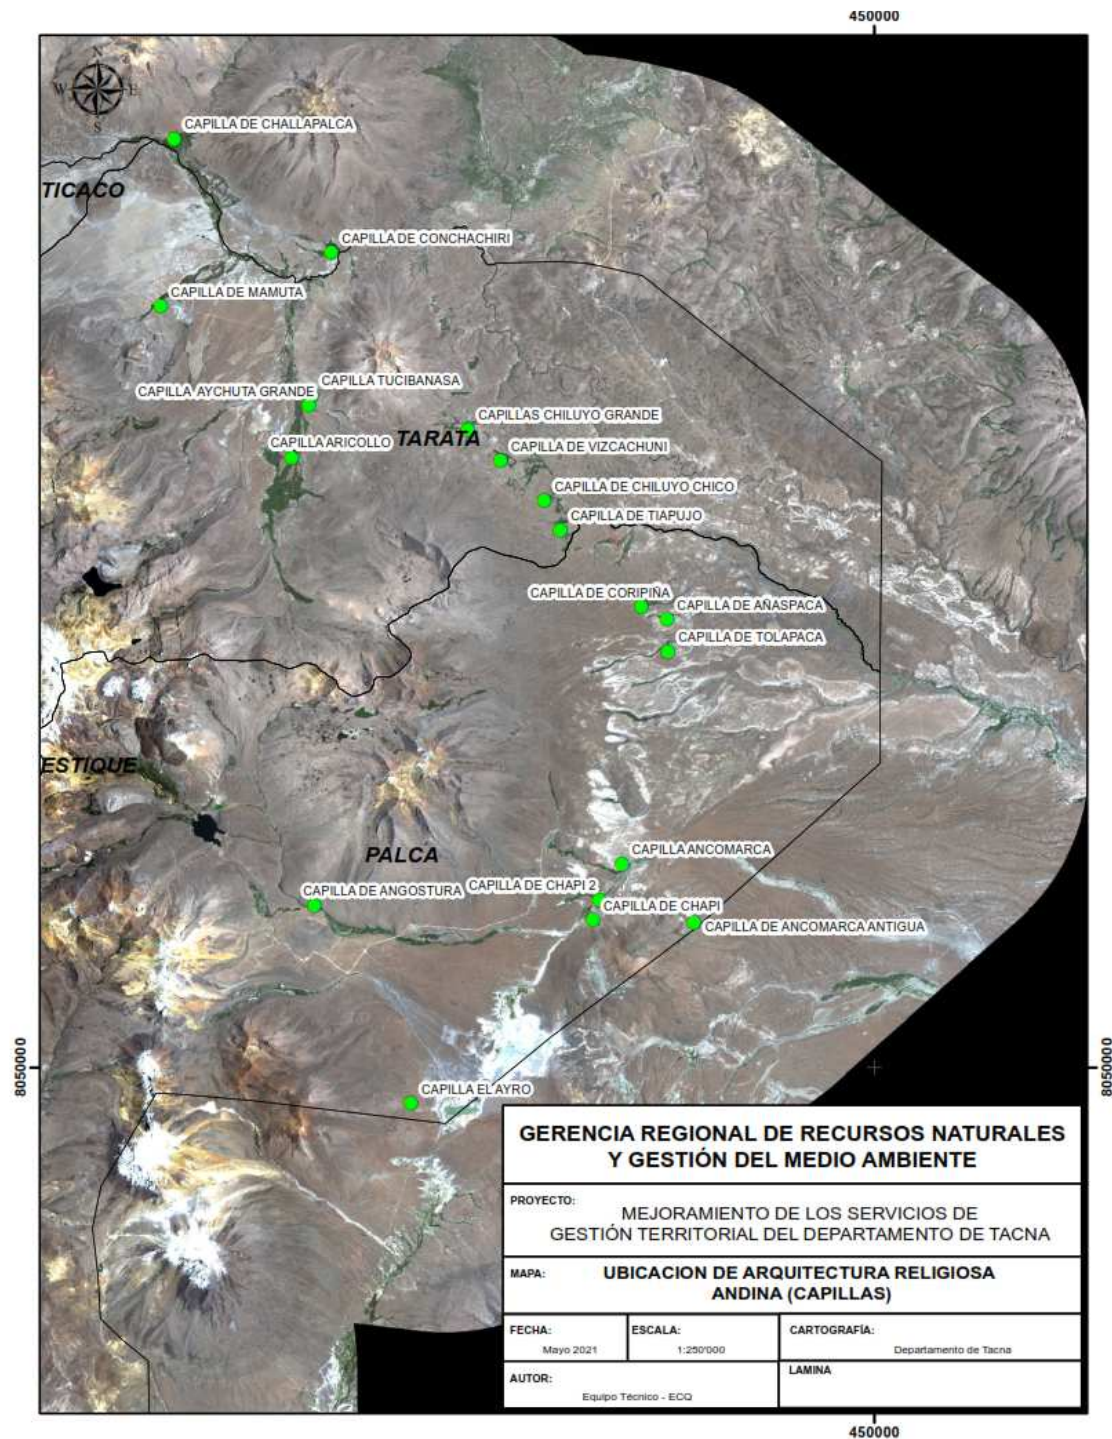 450000
N
W E
S
CAPILLA DE CHALLAPALCA
TICACO
CAPILLA DE CONCHACHIRI
CAPILLA DE MAMUTA
CAPILLA TUCIBANASA
CAPILLA AYCHUTA GRANDE
CAPILLAS CHILUYO GRANDE
TARATA
CAPILLA ARICOLLO
CAPILLA DE VIZCACHUNI
CAPILLA DE CHILUYO CHICO
CAPILLA DE TIAPUJO
CAPILLA DE CORIPIÑA
CAPILLA DE AÑASPACA
CAPILLA DE TOLAPACA
ESTIQUE
PALCA
CAPILLA ANCOMARCA
CAPILLA DE CHAPI 2
CAPILLA DE ANGOSTURA
CAPILLA DE CHAPI
CAPILLA DE ANCOMARCA ANTIGUA
8050000
8050000
CAPILLA EL AYRO
GERENCIA REGIONAL DE RECURSOS NATURALES
Y GESTIÓN DEL MEDIO AMBIENTE
PROYECTO:
MEJORAMIENTO DE LOS SERVICIOS DE
GESTIÓN TERRITORIAL DEL DEPARTAMENTO DE TACNA
MAPA:
UBICACION DE ARQUITECTURA RELIGIOSA
ANDINA (CAPILLAS)
FECHA:
Mayo 2021
ESCALA:
1:250'000
CARTOGRAFÍA:
Departamento de Tacna
AUTOR:
Equipo Técnico - ECQ
LAMINA
450000